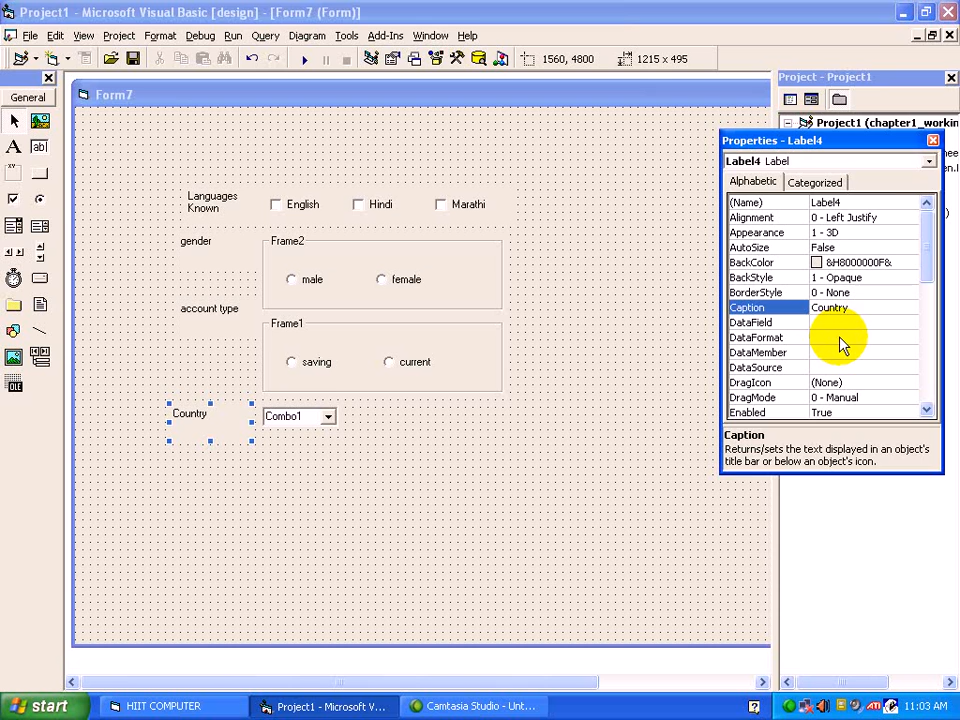 Project1 - Microsoft Visual Basic [design] - [Form7 (Form)]
File Edit View Project Format Debug Run Query Diagram Tools Add-Ins Window Help
1560, 4800
1215 x 495
General
Form7
Project - Project1
Project1 (chapter1_workin
Languages
Known
English
Hindi
Marathi
gender
Frame2
male
female
account type
Frame1
saving
current
Country
Combo1
Properties - Label4
Label4 Label
Alphabetic
Categorized
(Name) Label4
Alignment 0 - Left Justify
Appearance 1 - 3D
AutoSize False
BackColor &H8000000F&
BackStyle 1 - Opaque
BorderStyle 0 - None
Caption Country
DataField
DataFormat
DataMember
DataSource
DragIcon (None)
DragMode 0 - Manual
Enabled True
Caption
Returns/sets the text displayed in an object's
title bar or below an object's icon.
start
HIIT COMPUTER
Project1 - Microsoft V...
Camtasia Studio - Unt...
11:03 AM